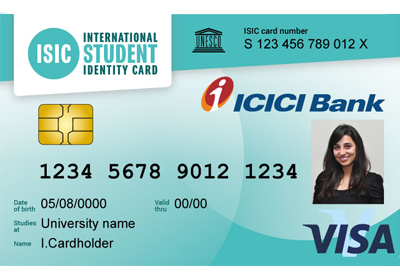 ISIC
INTERNATIONAL
STUDENT
IDENTITY CARD
UNESCO
ISIC card number
S 123 456 789 012 X
ICICI Bank
1234 5678 9012 1234
Date of birth 05/08/0000 Valid thru 00/00
Studies at University name
Name I.Cardholder
VISA